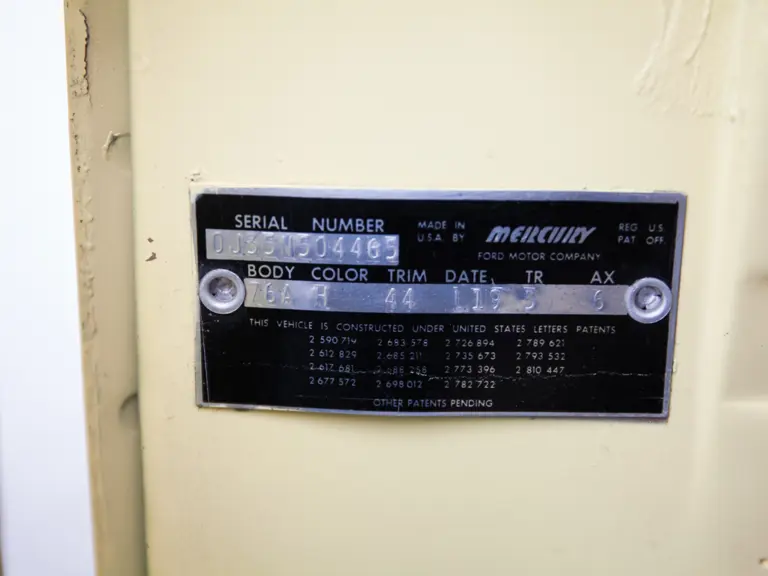 SERIAL NUMBER
MADE IN
U.S.A. BY
MERCURY
FORD MOTOR COMPANY
REG. U.S.
PAT. OFF.
0J35N504465
BODY COLOR TRIM DATE TR AX
76A H 44 119 3 6
THIS VEHICLE IS CONSTRUCTED UNDER UNITED STATES LETTERS PATENTS
2 590 719 2 683 578 2 726 894 2 789 621
2 612 829 2 685 211 2 735 673 2 793 532
2 617 681 2 688 258 2 773 396 2 810 447
2 677 572 2 698 012 2 782 722
OTHER PATENTS PENDING